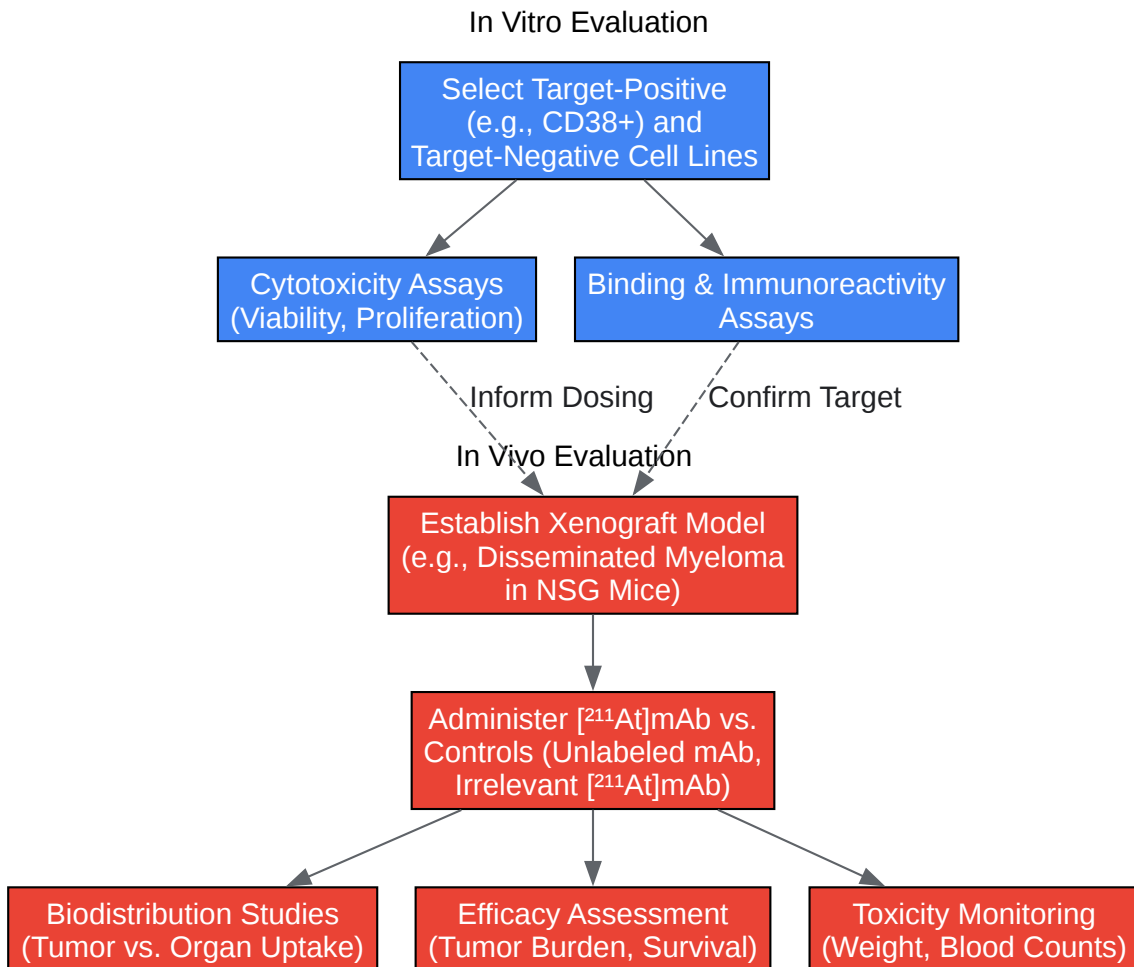 In Vitro Evaluation
Select Target-Positive
(e.g., CD38+) and
Target-Negative Cell Lines
Cytotoxicity Assays
(Viability, Proliferation)
Binding & Immunoreactivity
Assays
Inform Dosing
Confirm Target
In Vivo Evaluation
Establish Xenograft Model
(e.g., Disseminated Myeloma
in NSG Mice)
Administer [²¹¹At]mAb vs.
Controls (Unlabeled mAb,
Irrelevant [²¹¹At]mAb)
Biodistribution Studies
(Tumor vs. Organ Uptake)
Efficacy Assessment
(Tumor Burden, Survival)
Toxicity Monitoring
(Weight, Blood Counts)